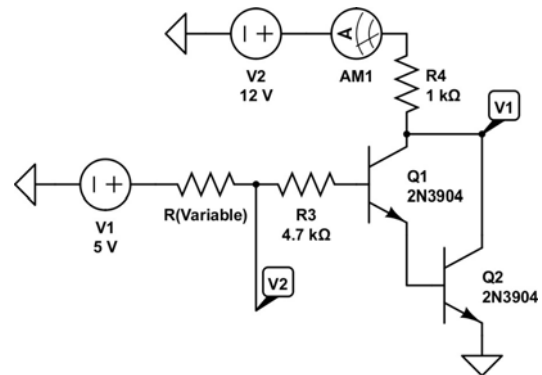 A
V2
12 V
AM1
R4
1 kΩ
V1
Q1
2N3904
V1
5 V
R(Variable)
R3
4.7 kΩ
V2
Q2
2N3904